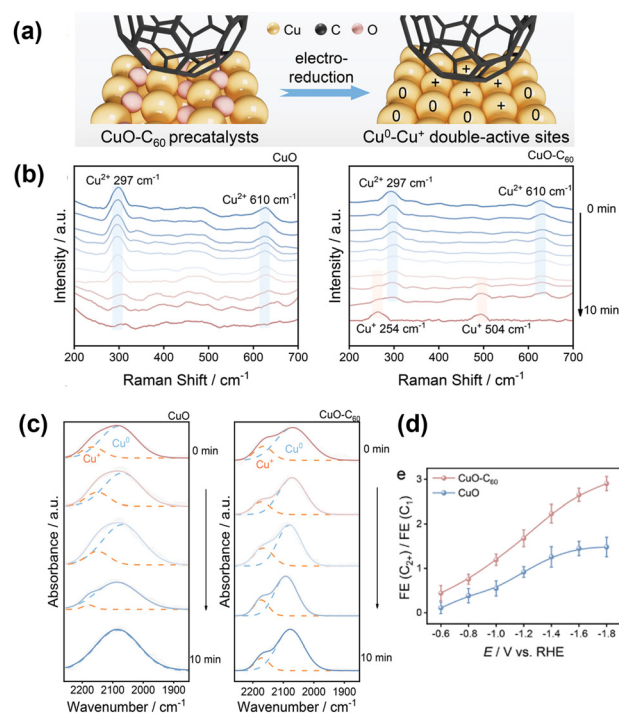 (a)
Cu C O
electro-
reduction
CuO-C₆₀ precatalysts
+ + + + +
0 0 0 0 0
Cu⁰-Cu⁺ double-active sites
(b)
CuO
Cu²⁺ 297 cm⁻¹
Cu²⁺ 610 cm⁻¹
Intensity / a.u.
200 300 400 500 600 700
Raman Shift / cm⁻¹
CuO-C₆₀
Cu²⁺ 297 cm⁻¹
Cu²⁺ 610 cm⁻¹
0 min
10 min
Cu⁺ 254 cm⁻¹
Cu⁺ 504 cm⁻¹
Intensity / a.u.
200 300 400 500 600 700
Raman Shift / cm⁻¹
(c)
CuO
Cu⁰
Cu⁺
0 min
10 min
Absorbance / a.u.
2200 2100 2000 1900
Wavenumber / cm⁻¹
CuO-C₆₀
Cu⁰
Cu⁺
0 min
10 min
Absorbance / a.u.
2200 2100 2000 1900
Wavenumber / cm⁻¹
(d)
e
CuO-C₆₀
CuO
FE (C₂₊) / FE (C₁)
3
2
1
0
-0.6 -0.8 -1.0 -1.2 -1.4 -1.6 -1.8
E / V vs. RHE